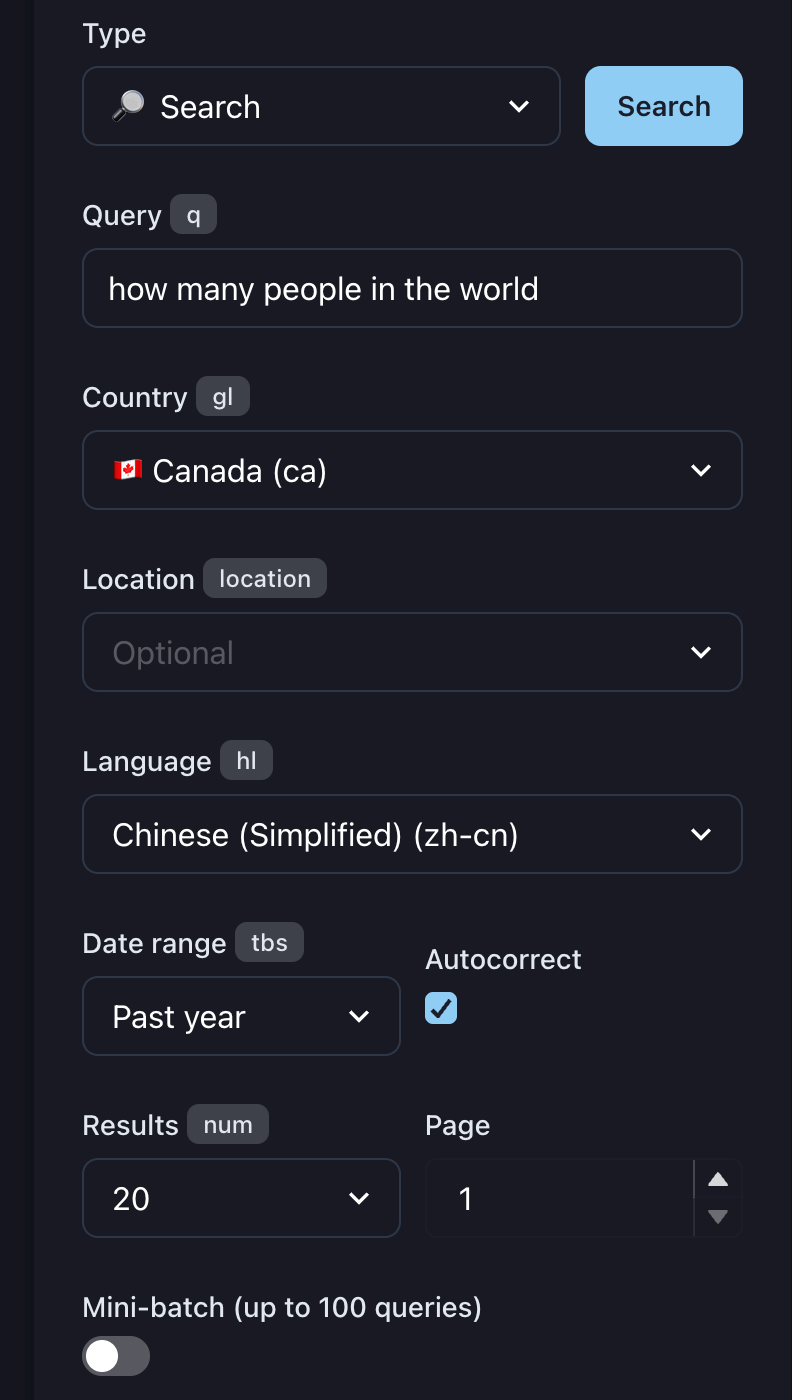 Type
Search
Search
Query q
how many people in the world
Country gl
Canada (ca)
Location location
Optional
Language hl
Chinese (Simplified) (zh-cn)
Date range tbs
Autocorrect
Past year
Results num
Page
20
1
Mini-batch (up to 100 queries)